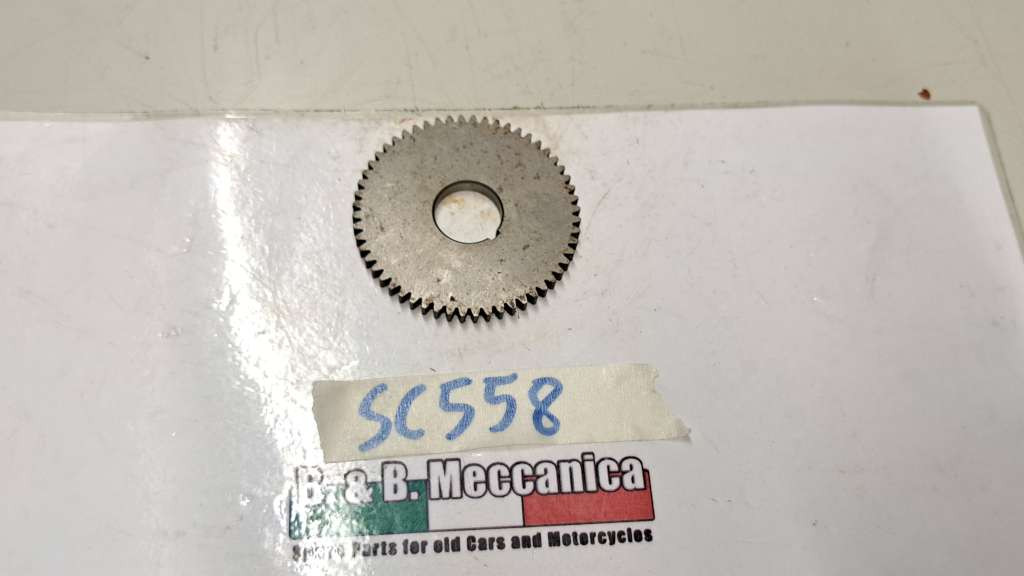 SC558
B. & B. Meccanica
Spare Parts for old Cars and Motorcycles